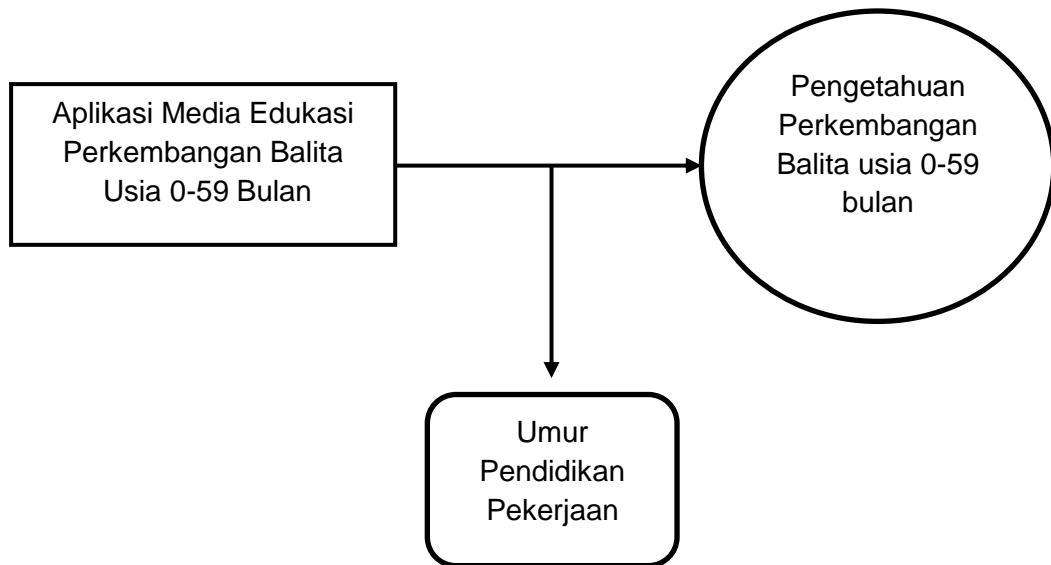 Aplikasi Media Edukasi
Perkembangan Balita
Usia 0-59 Bulan
Pengetahuan
Perkembangan
Balita usia 0-59
bulan
Umur
Pendidikan
Pekerjaan